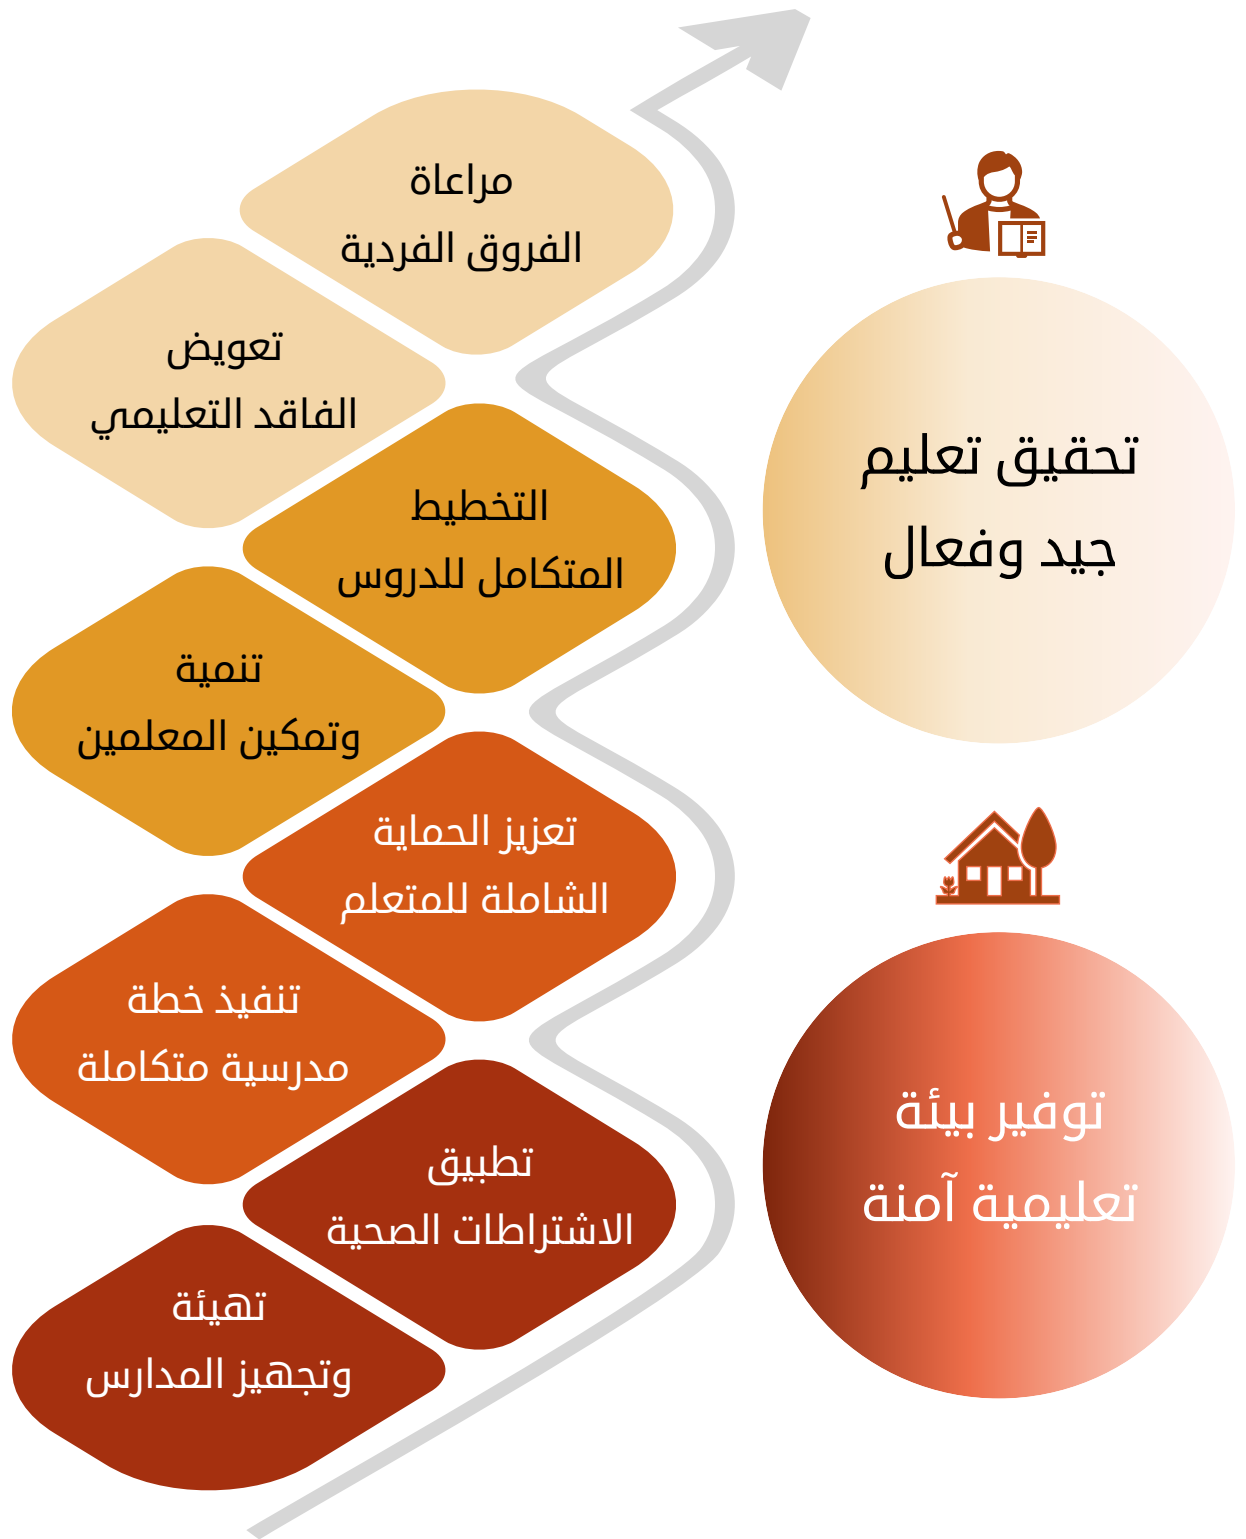 مراعاة
الفروق الفردية
تعويض
الفاقد التعليمي
التخطيط
المتكامل للدروس
تنمية
وتمكين المعلمين
تعزيز الحماية
الشاملة للمتعلم
تنفيذ خطة
مدرسية متكاملة
تطبيق
الاشتراطات الصحية
تهيئة
وتجهيز المدارس
تحقيق تعليم
جيد وفعال
توفير بيئة
تعليمية آمنة